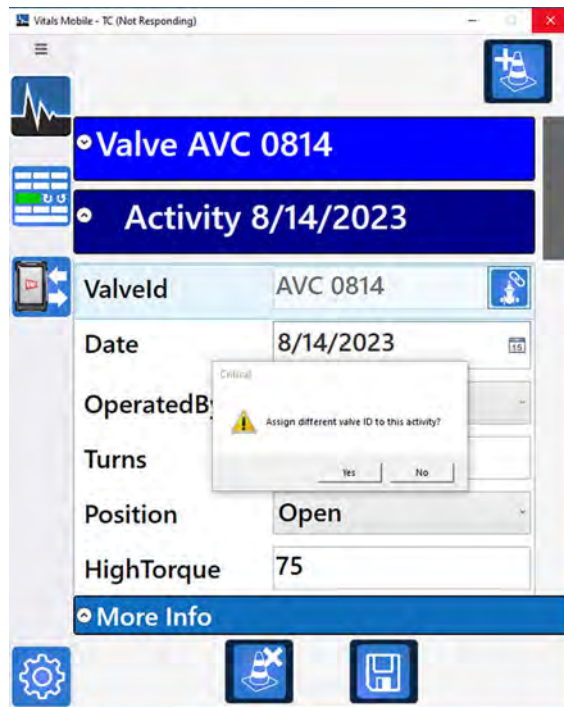 Vitals Mobile - TC (Not Responding)
Valve AVC 0814
Activity 8/14/2023
ValveId AVC 0814
Date 8/14/2023
15
Critical
OperatedBy
Assign different valve ID to this activity?
Turns
Yes No
Position Open
HighTorque 75
More Info